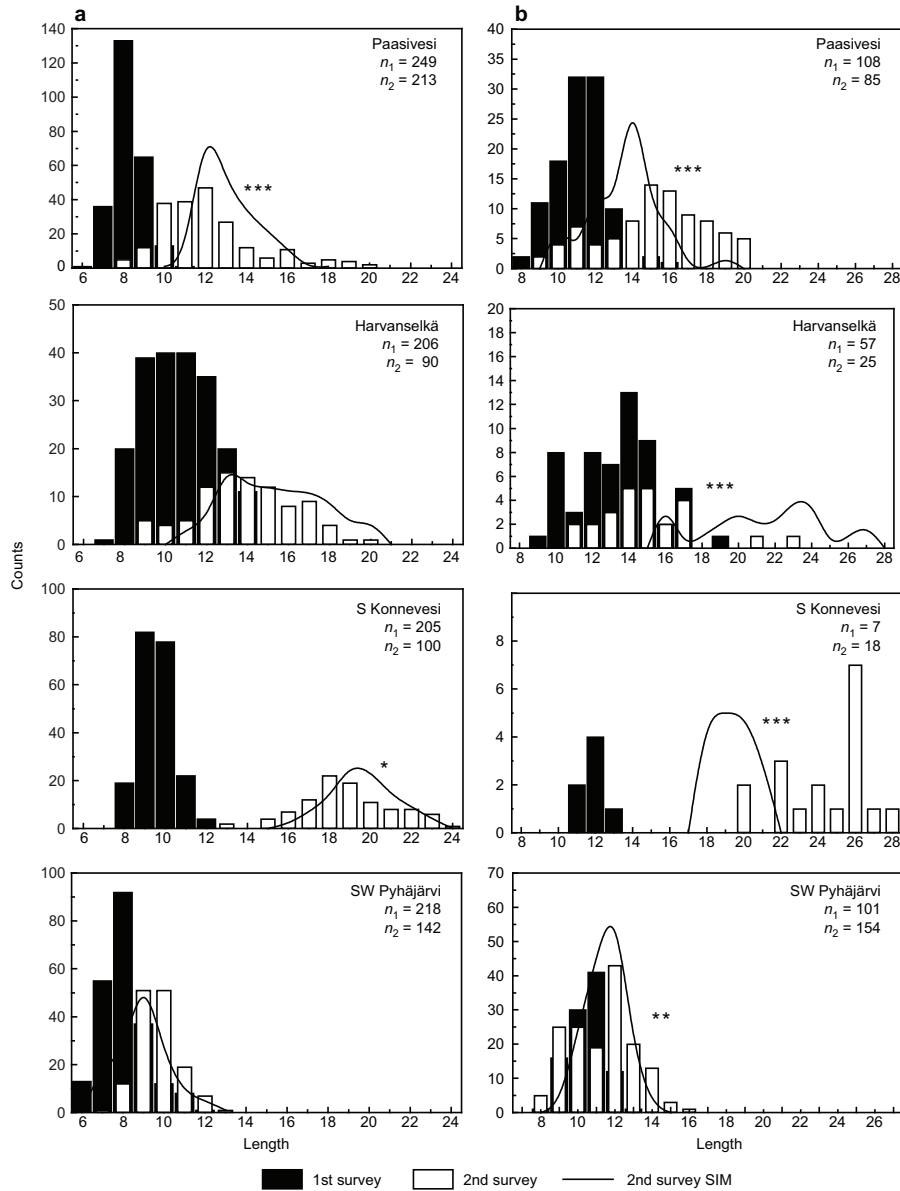 a
b
140
120
100
80
60
40
20
0
6 8 10 12 14 16 18 20 22 24
Paasivesi
n1 = 249
n2 = 213
***
40
35
30
25
20
15
10
5
0
8 10 12 14 16 18 20 22 24 26 28
Paasivesi
n1 = 108
n2 = 85
***
50
40
30
20
10
0
6 8 10 12 14 16 18 20 22 24
Harvanselkä
n1 = 206
n2 = 90
20
18
16
14
12
10
8
6
4
2
0
8 10 12 14 16 18 20 22 24 26 28
Harvanselkä
n1 = 57
n2 = 25
***
Counts
100
80
60
40
20
0
6 8 10 12 14 16 18 20 22 24
S Konnevesi
n1 = 205
n2 = 100
*
8
6
4
2
0
8 10 12 14 16 18 20 22 24 26 28
S Konnevesi
n1 = 7
n2 = 18
***
100
80
60
40
20
0
6 8 10 12 14 16 18 20 22 24
SW Pyhäjärvi
n1 = 218
n2 = 142
70
60
50
40
30
20
10
0
8 10 12 14 16 18 20 22 24 26
SW Pyhäjärvi
n1 = 101
n2 = 154
**
Length
Length
1st survey 2nd survey 2nd survey SIM